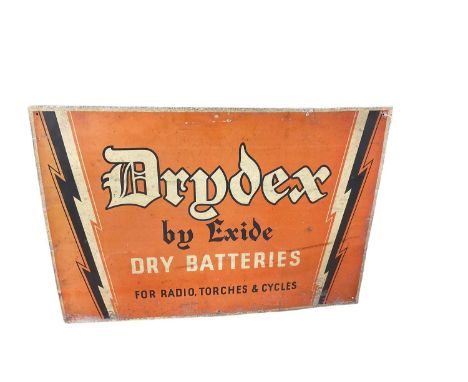 Drydex
by Exide
DRY BATTERIES
FOR RADIO, TORCHES & CYCLES